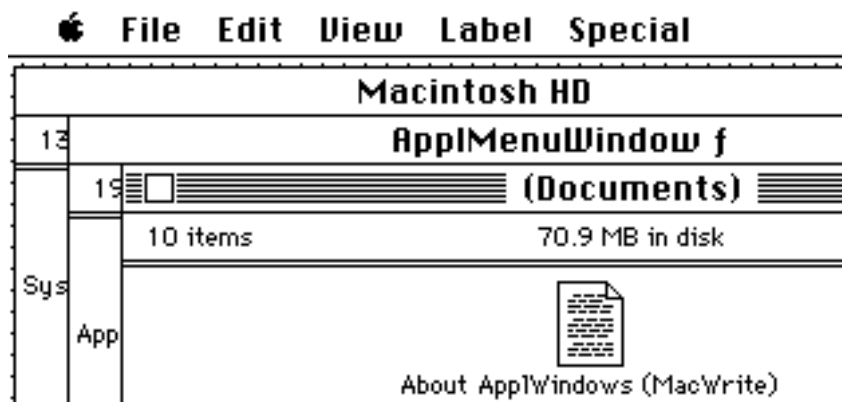 File Edit View Label Special
Macintosh HD
13 ApplMenuWindow ƒ
19 (Documents)
10 items 70.9 MB in disk
Sys
App
About ApplWindows (MacWrite)